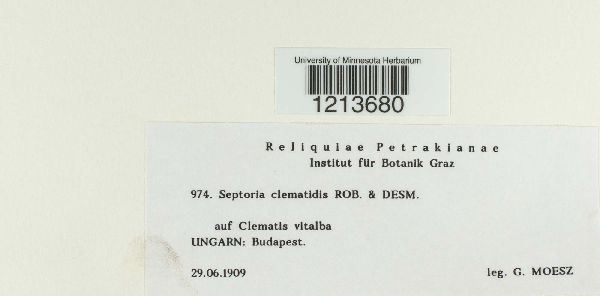 University of Minnesota Herbarium
1213680
Reliquiae Petrakianae
Institut für Botanik Graz
974. Septoria clematidis ROB. & DESM.
auf Clematis vitalba
UNGARN: Budapest.
29.06.1909 leg. G. MOESZ